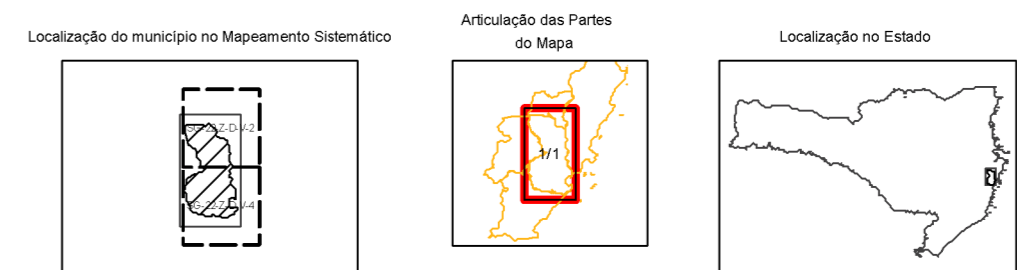 Localização do município no Mapeamento Sistemático
SG-22-Z-D-V-2
SG-22-Z-D-V-4
Articulação das Partes
do Mapa
1/1
Localização no Estado